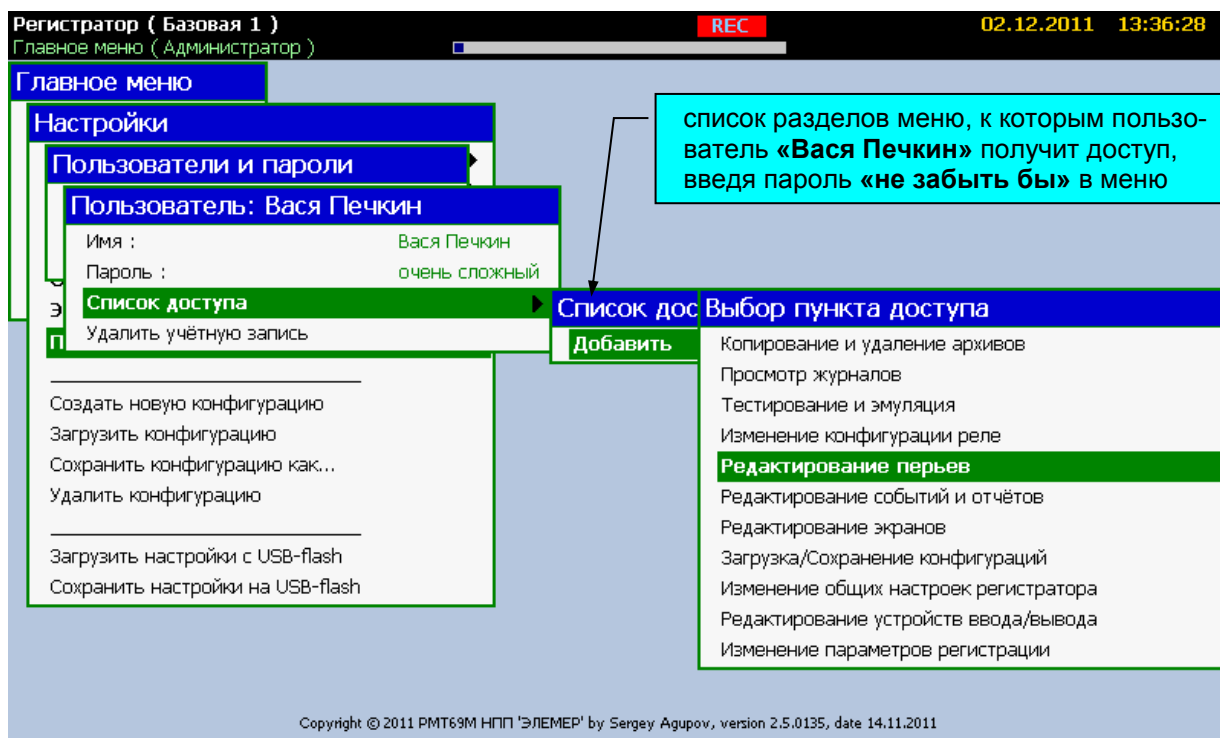 Регистратор ( Базовая 1 )
REC
02.12.2011 13:36:28
Главное меню ( Администратор )
Главное меню
Настройки
Пользователи и пароли
Пользователь: Вася Печкин
Имя : Вася Печкин
Пароль : очень сложный
Список доступа
Удалить учётную запись
Э
П
Создать новую конфигурацию
Загрузить конфигурацию
Сохранить конфигурацию как...
Удалить конфигурацию
Загрузить настройки с USB-flash
Сохранить настройки на USB-flash
список разделов меню, к которым пользо-
ватель «Вася Печкин» получит доступ,
введя пароль «не забыть бы» в меню
Список дос
Добавить
Выбор пункта доступа
Копирование и удаление архивов
Просмотр журналов
Тестирование и эмуляция
Изменение конфигурации реле
Редактирование перьев
Редактирование событий и отчётов
Редактирование экранов
Загрузка/Сохранение конфигураций
Изменение общих настроек регистратора
Редактирование устройств ввода/вывода
Изменение параметров регистрации
Copyright © 2011 РМТ69М НПП 'ЭЛЕМЕР' by Sergey Agupov, version 2.5.0135, date 14.11.2011